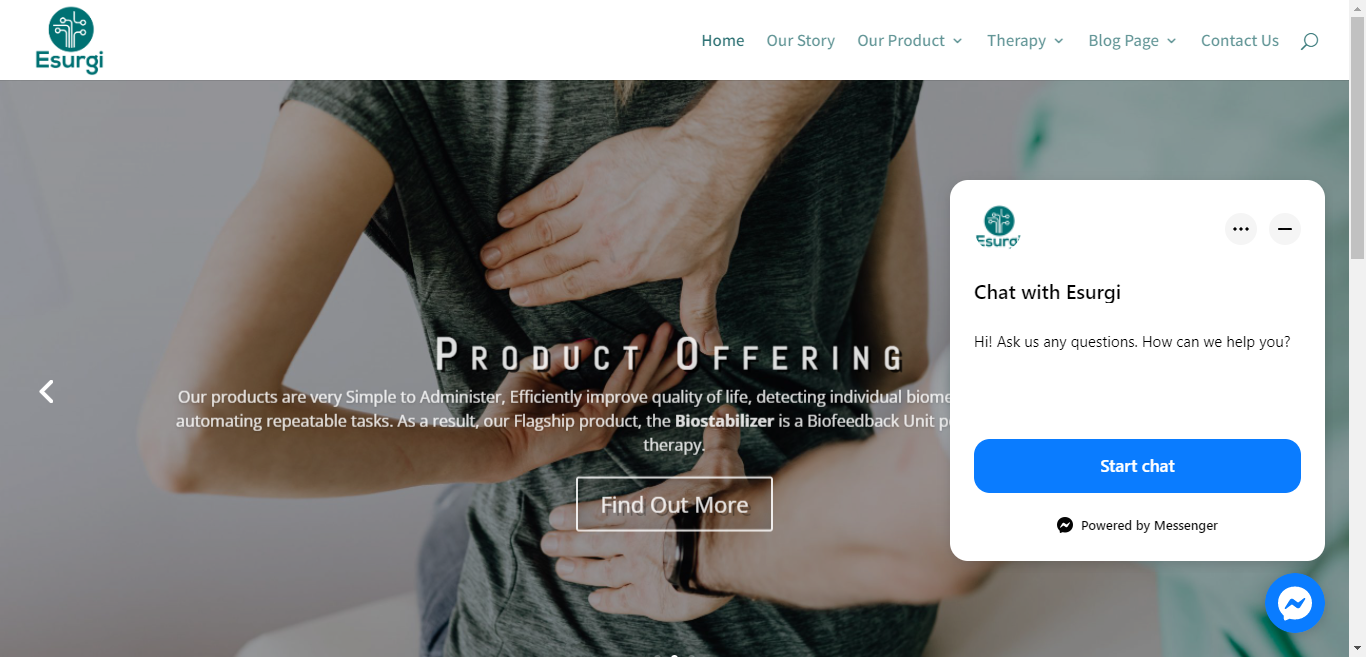 Esurgi
Home Our Story Our Product Therapy Blog Page Contact Us
Product Offering
Our products are very Simple to Administer, Efficiently improve quality of life, detecting individual
automating repeatable tasks. As a result, our Flagship product, the Biostabilizer is a Biofeedback Unit
therapy.
Find Out More
Esurgi
Chat with Esurgi
Hi! Ask us any questions. How can we help you?
Start chat
Powered by Messenger